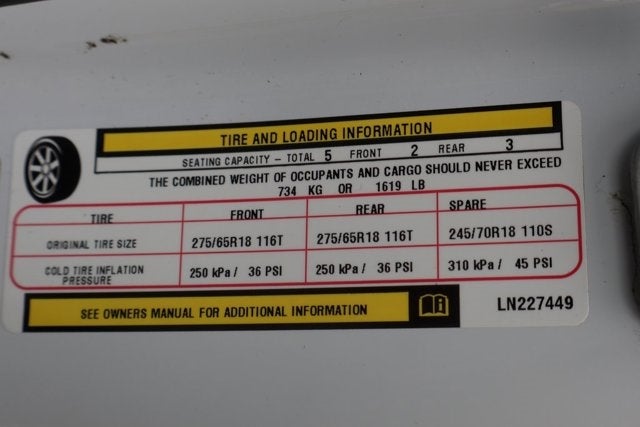 TIRE AND LOADING INFORMATION
SEATING CAPACITY – TOTAL 5 FRONT 2 REAR 3
THE COMBINED WEIGHT OF OCCUPANTS AND CARGO SHOULD NEVER EXCEED
734 KG OR 1619 LB
TIRE FRONT REAR SPARE
ORIGINAL TIRE SIZE 275/65R18 116T 275/65R18 116T 245/70R18 110S
COLD TIRE INFLATION PRESSURE 250 kPa / 36 PSI 250 kPa / 36 PSI 310 kPa / 45 PSI
SEE OWNERS MANUAL FOR ADDITIONAL INFORMATION
LN227449